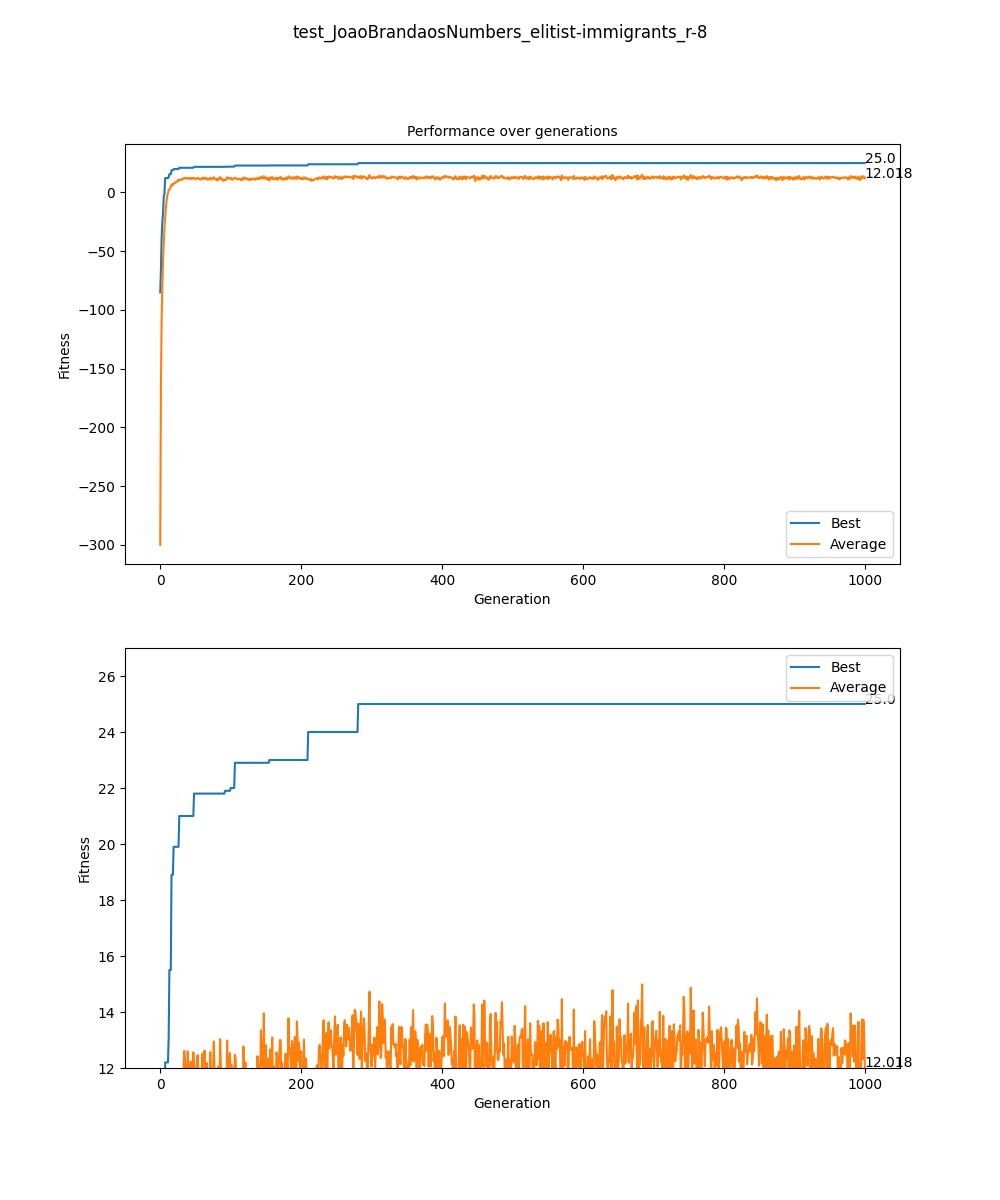 test_JoaoBrandaosNumbers_elitist-immigrants_r-8
Performance over generations
25.0
12.018
0
−50
−100
−150
−200
−250
−300
Fitness
Best
Average
0 200 400 600 800 1000
Generation
26
24
22
20
18
16
14
12
Fitness
Best
Average
25.0
12.018
0 200 400 600 800 1000
Generation